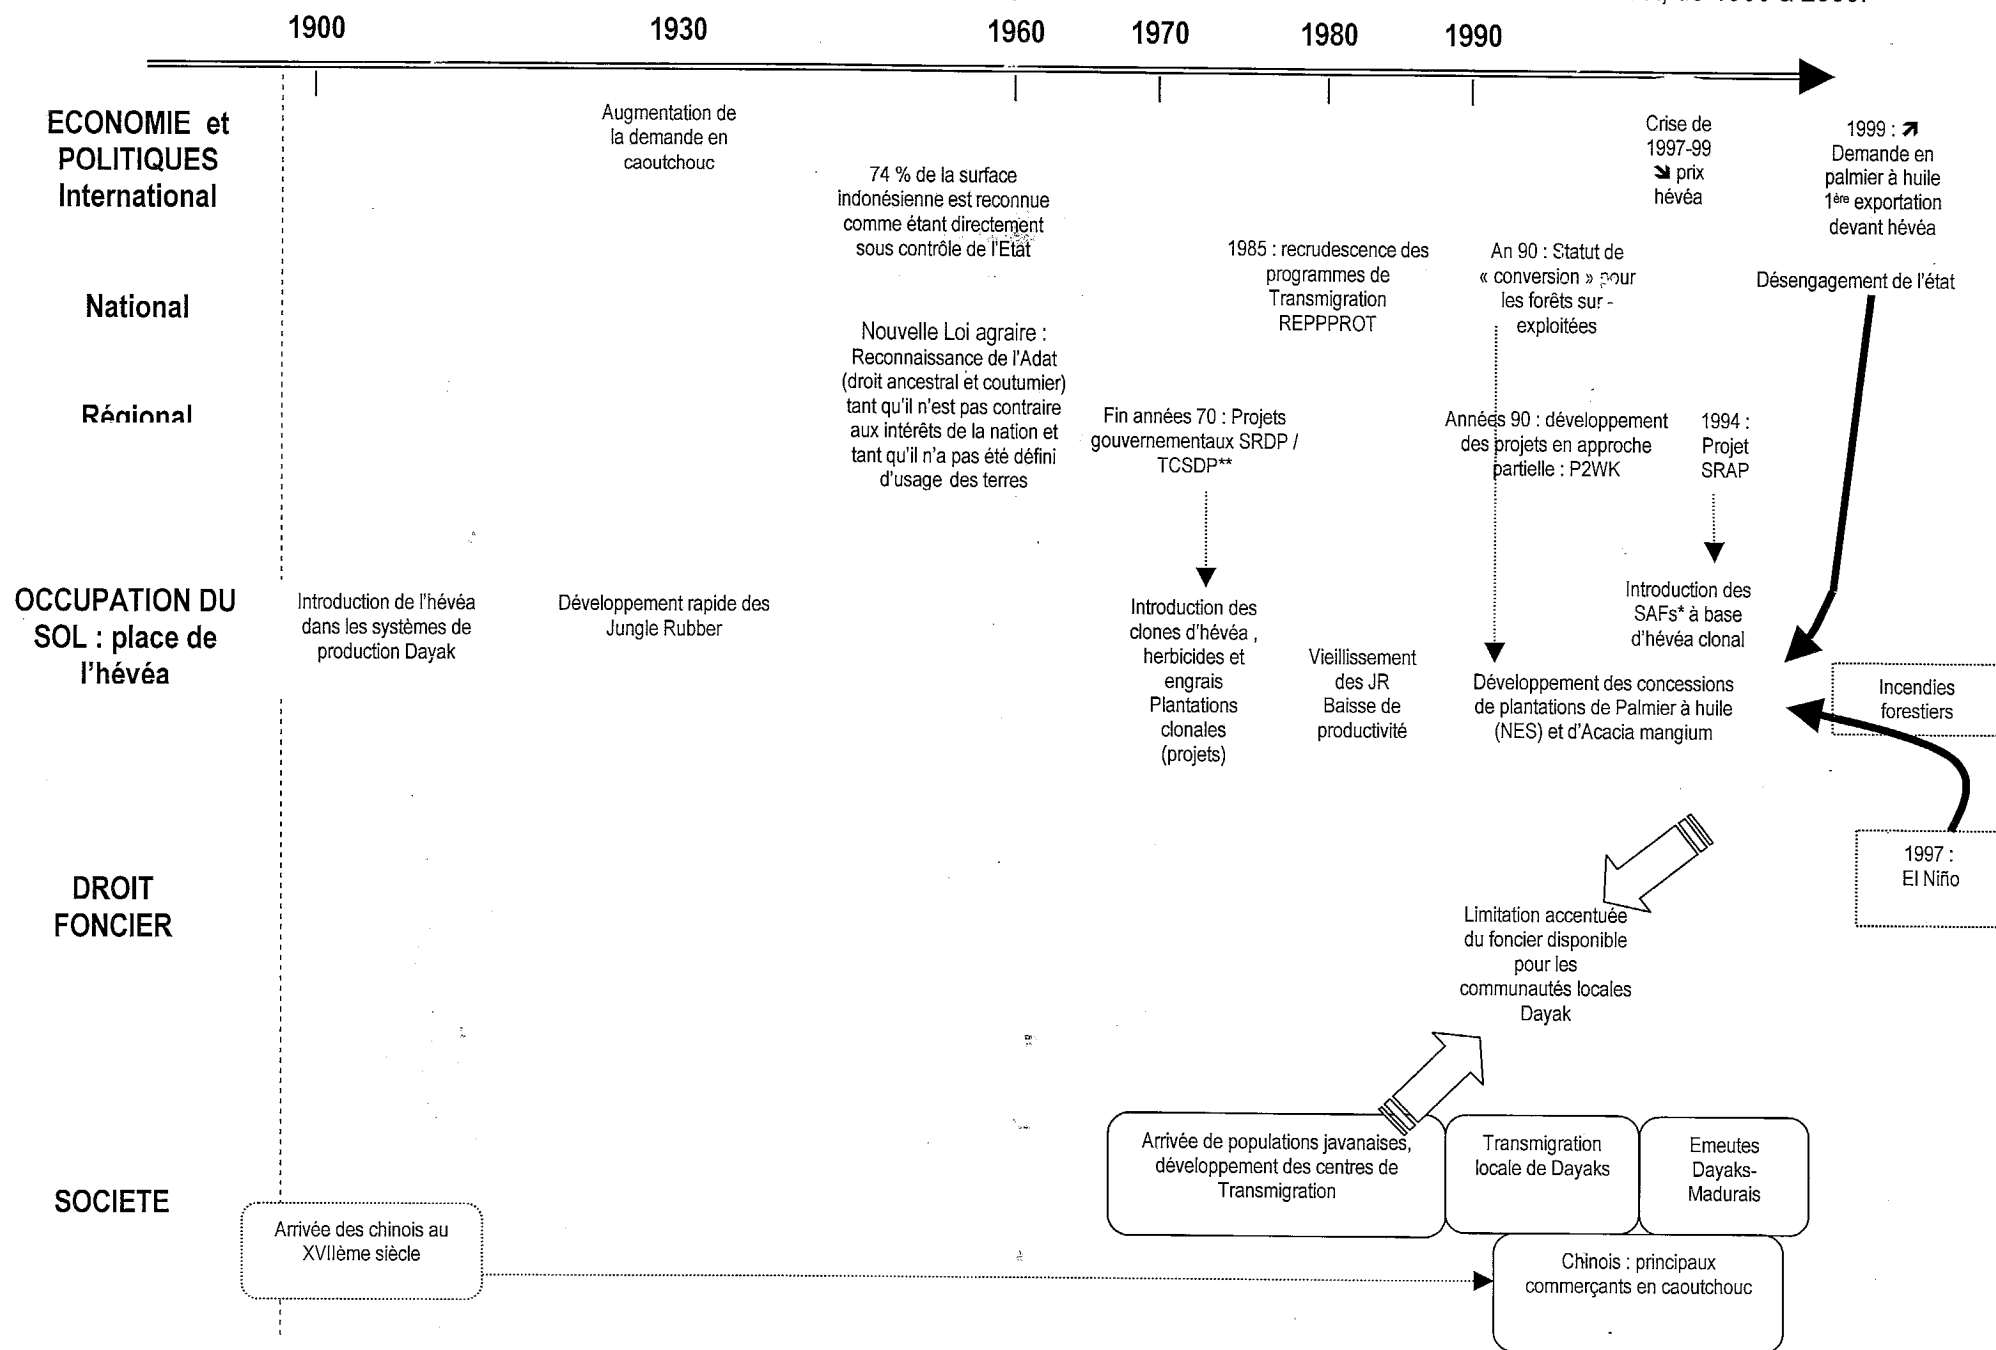 1900
1930
1960
1970
1980
1990
ECONOMIE et
POLITIQUES
International
Augmentation de
la demande en
caoutchouc
74 % de la surface
indonésienne est reconnue
comme étant directement
sous contrôle de l'Etat
Crise de
1997-99
↘ prix
hévéa
1999 : ↗
Demande en
palmier à huile
1ère exportation
devant hévéa
National
Nouvelle Loi agraire :
Reconnaissance de l'Adat
(droit ancestral et coutumier)
tant qu'il n'est pas contraire
aux intérêts de la nation et
tant qu'il n'a pas été défini
d'usage des terres
1985 : recrudescence des
programmes de
Transmigration
REPPPROT
An 90 : Statut de
« conversion » pour
les forêts sur -
exploitées
Désengagement de l'état
Régional
Fin années 70 : Projets
gouvernementaux SRDP /
TCSDP**
Années 90 : développement
des projets en approche
partielle : P2WK
1994 :
Projet
SRAP
OCCUPATION DU
SOL : place de
l'hévéa
Introduction de l'hévéa
dans les systèmes de
production Dayak
Développement rapide des
Jungle Rubber
Introduction des
clones d'hévéa ,
herbicides et
engrais
Plantations
clonales
(projets)
Vieillissement
des JR
Baisse de
productivité
Introduction des
SAFs* à base
d'hévéa clonal
Développement des concessions
de plantations de Palmier à huile
(NES) et d'Acacia mangium
Incendies
forestiers
1997 :
El Niño
DROIT
FONCIER
Limitation accentuée
du foncier disponible
pour les
communautés locales
Dayak
SOCIETE
Arrivée des chinois au
XVIIème siècle
Arrivée de populations javanaises,
développement des centres de
Transmigration
Transmigration
locale de Dayaks
Emeutes
Dayaks-
Madurais
Chinois : principaux
commerçants en caoutchouc